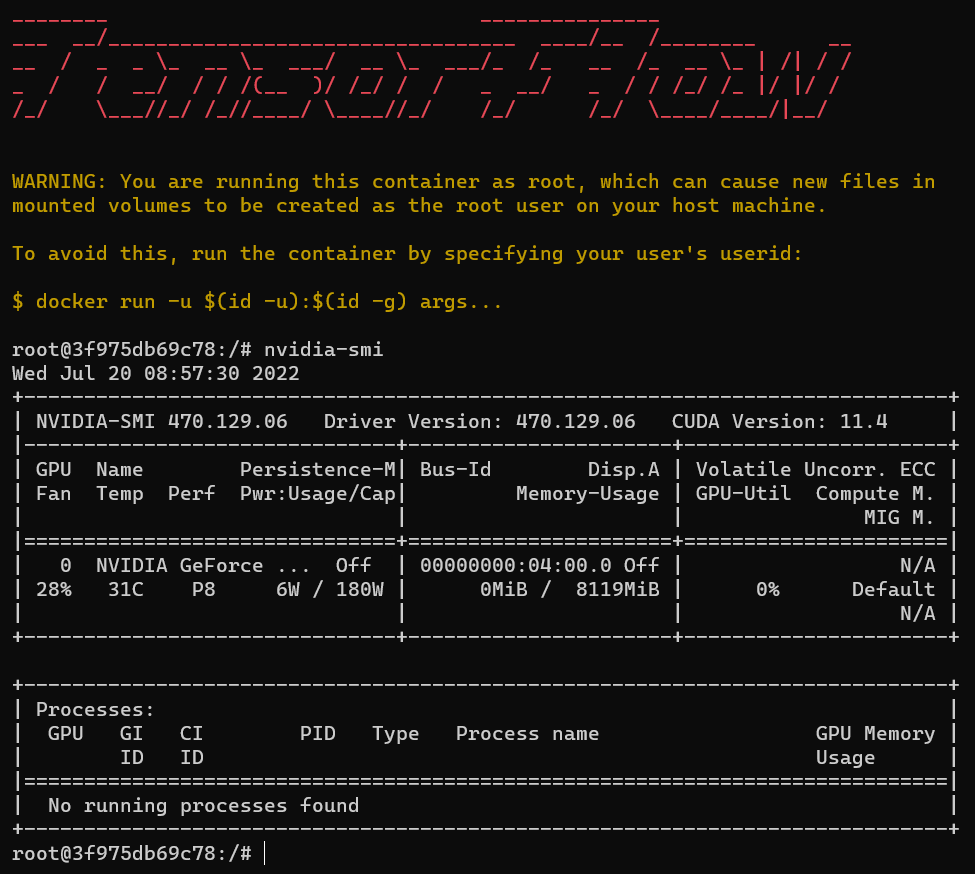 ________                               _______________
___  __/__________________________________  ____/__  /________      __
__  /  _  _ \_  __ \_  ___/  __ \_  ___/_  /_   __  /_  __ \_ | /| / /
_  /   /  __/  / / /(__  )/ /_/ /  /   _  __/   _  / / /_/ /_ |/ |/ /
/_/    \___//_/ /_//____/ \____//_/    /_/      /_/  \____/____/|__/
WARNING: You are running this container as root, which can cause new files in
mounted volumes to be created as the root user on your host machine.
To avoid this, run the container by specifying your user's userid:
$ docker run -u $(id -u):$(id -g) args...
root@3f975db69c78:/# nvidia-smi
Wed Jul 20 08:57:30 2022
+-----------------------------------------------------------------------------+
| NVIDIA-SMI 470.129.06   Driver Version: 470.129.06   CUDA Version: 11.4     |
|-------------------------------+----------------------+----------------------+
| GPU  Name        Persistence-M| Bus-Id        Disp.A | Volatile Uncorr. ECC |
| Fan  Temp  Perf  Pwr:Usage/Cap|         Memory-Usage | GPU-Util  Compute M. |
|                               |                      |               MIG M. |
|===============================+======================+======================|
|   0  NVIDIA GeForce ...  Off  | 00000000:04:00.0 Off |                  N/A |
| 28%   31C    P8     6W / 180W |      0MiB /  8119MiB |      0%      Default |
|                               |                      |                  N/A |
+-------------------------------+----------------------+----------------------+
+-----------------------------------------------------------------------------+
| Processes:                                                                  |
|  GPU   GI   CI        PID   Type   Process name                  GPU Memory |
|        ID   ID                                                   Usage      |
|=============================================================================|
|  No running processes found                                                 |
+-----------------------------------------------------------------------------+
root@3f975db69c78:/#